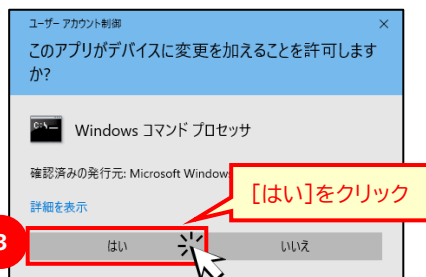 ユーザー アカウント制御
このアプリがデバイスに変更を加えることを許可します
か?
C:\_
Windows コマンド プロセッサ
確認済みの発行元: Microsoft Windows
[はい]をクリック
詳細を表示
3
はい
いいえ